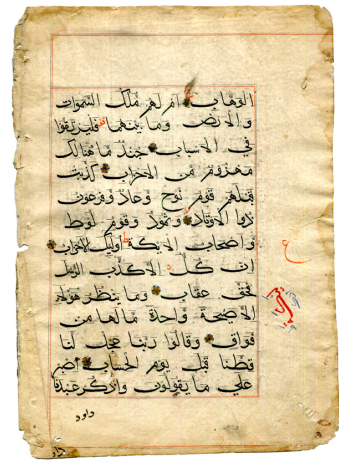 الوهاب ام لهم ملك السموات
والارض وما بينهما فليرتقوا
في الاسباب جند ما هنالك
مهزوم من الاحزاب كذبت
قبلهم قوم نوح وعاد وفرعون
ذوا الاوتاد وثمود وقوم لوط
واصحاب الايكة اوليك الاحزاب
ان كل الا كذب الرسل
فحق عقاب وما ينظر هولاء
الا صيحة واحدة ما لها من
فواق وقالوا ربنا عجل لنا
قطنا قبل يوم الحساب اصبر
علي ما يقولون واذكر عبدنا
داود
ع